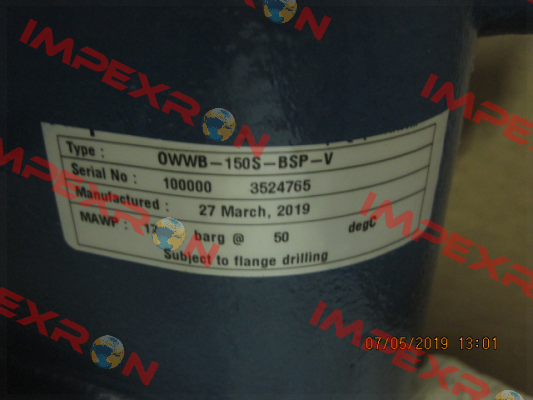 Type : OWWB-150S-BSP-V
Serial No : 100000 3524765
Manufactured : 27 March, 2019
MAWP : 17 barg @ 50 degC
Subject to flange drilling
07/05/2019 13:01
IMPEXRON
IMPEXRON
IMPEXRON
IMPEXRON
IMPEXRON